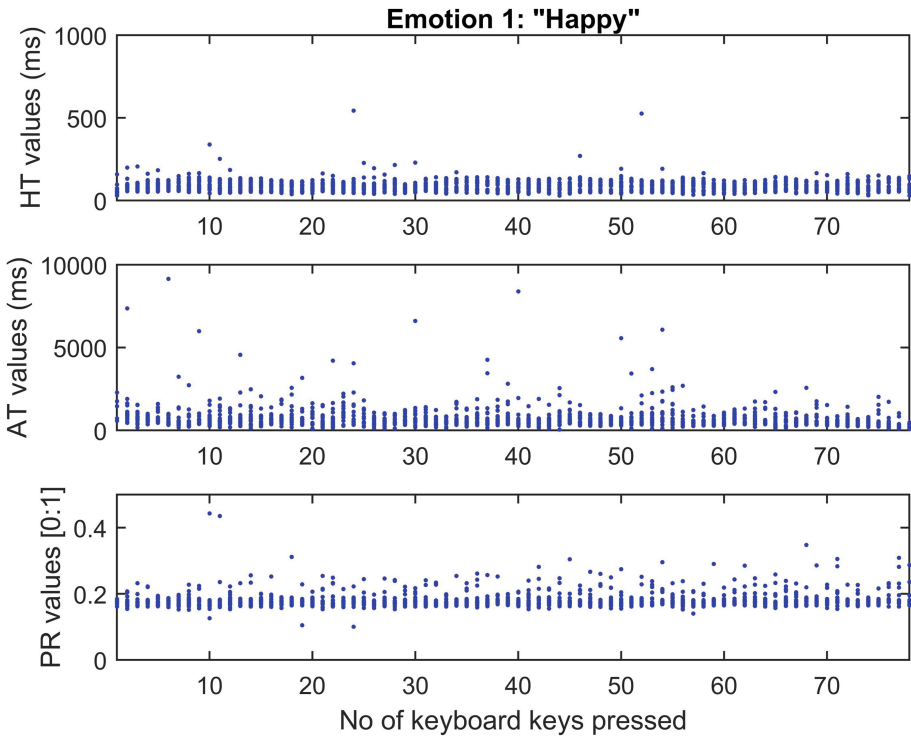 Emotion 1: "Happy"
HT values (ms)
1000
500
0
10 20 30 40 50 60 70
AT values (ms)
10000
5000
0
10 20 30 40 50 60 70
PR values [0:1]
0.4
0.2
0
10 20 30 40 50 60 70
No of keyboard keys pressed